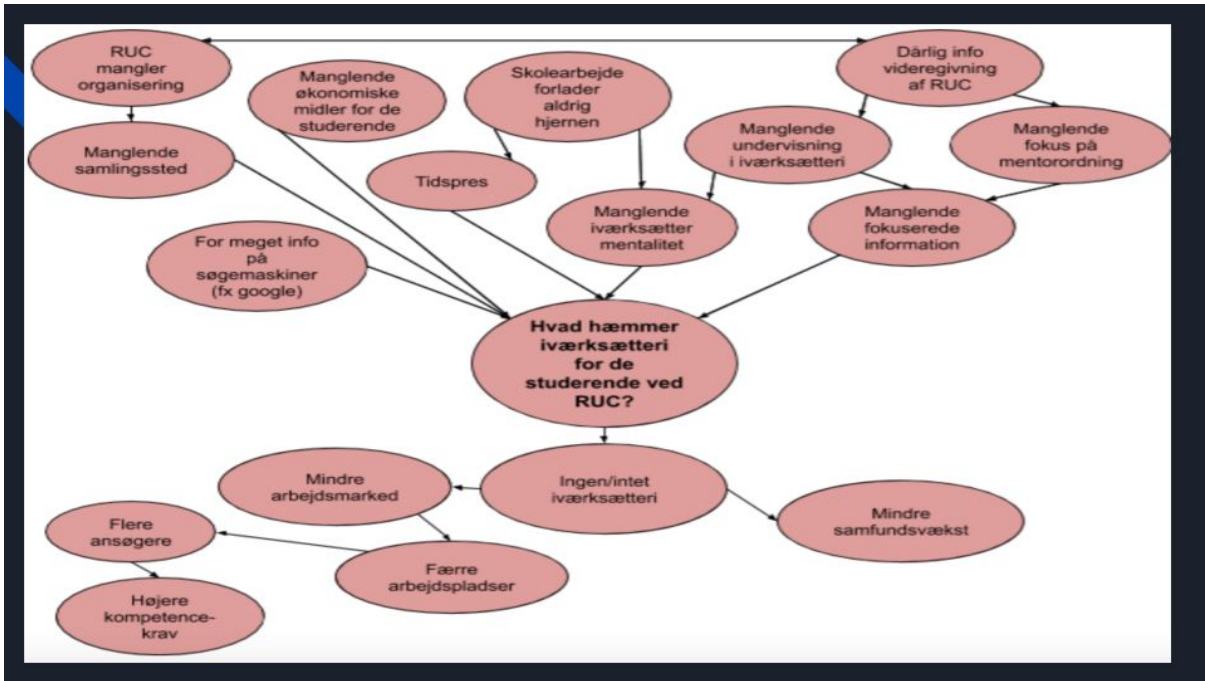 RUC
mangler
organisering
Manglende
økonomiske
midler for de
studerende
Skolearbejde
forlader
aldrig
hjernen
Dårlig info
videregivning
af RUC
Manglende
samlingssted
Tidspres
Manglende
undervisning
i iværksætteri
Manglende
fokus på
mentorordning
For meget info
på
søgemaskiner
(fx google)
Manglende
iværksætter
mentalitet
Manglende
fokuserede
information
Hvad hæmmer
iværksætteri
for de
studerende ved
RUC?
Mindre
arbejdsmarked
Ingen/intet
iværksætteri
Mindre
samfundsvækst
Flere
ansøgere
Færre
arbejdspladser
Højere
kompetence-
krav